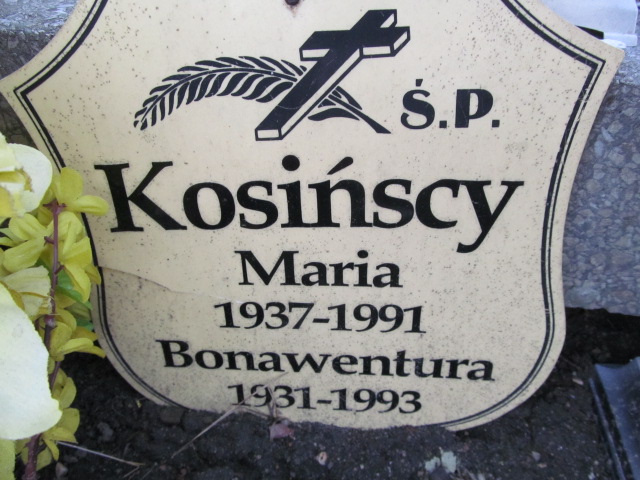 Ś.P.
Kosińscy
Maria
1937-1991
Bonawentura
1931-1993